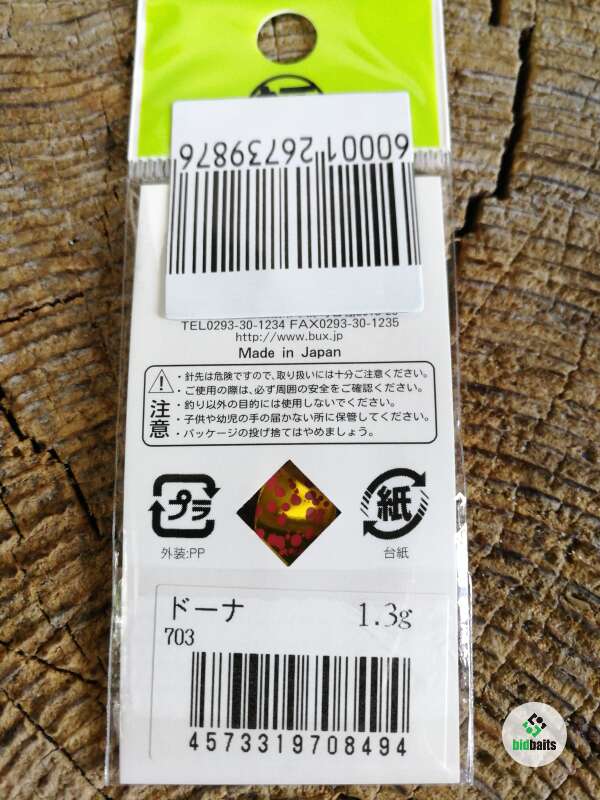 6000126739876
TEL0293-30-1234 FAX0293-30-1235
http://www.bux.jp
Made in Japan
注意
・針先は危険ですので、取り扱いには十分ご注意ください。
・ご使用の際は、必ず周囲の安全をご確認ください。
・釣り以外の目的には使用しないでください。
・子供や幼児の手の届かない所に保管してください。
・パッケージの投げ捨てはやめましょう。
プラ
外装:PP
紙
台紙
ドーナ 1.3g
703
4573319708494
bidbaits